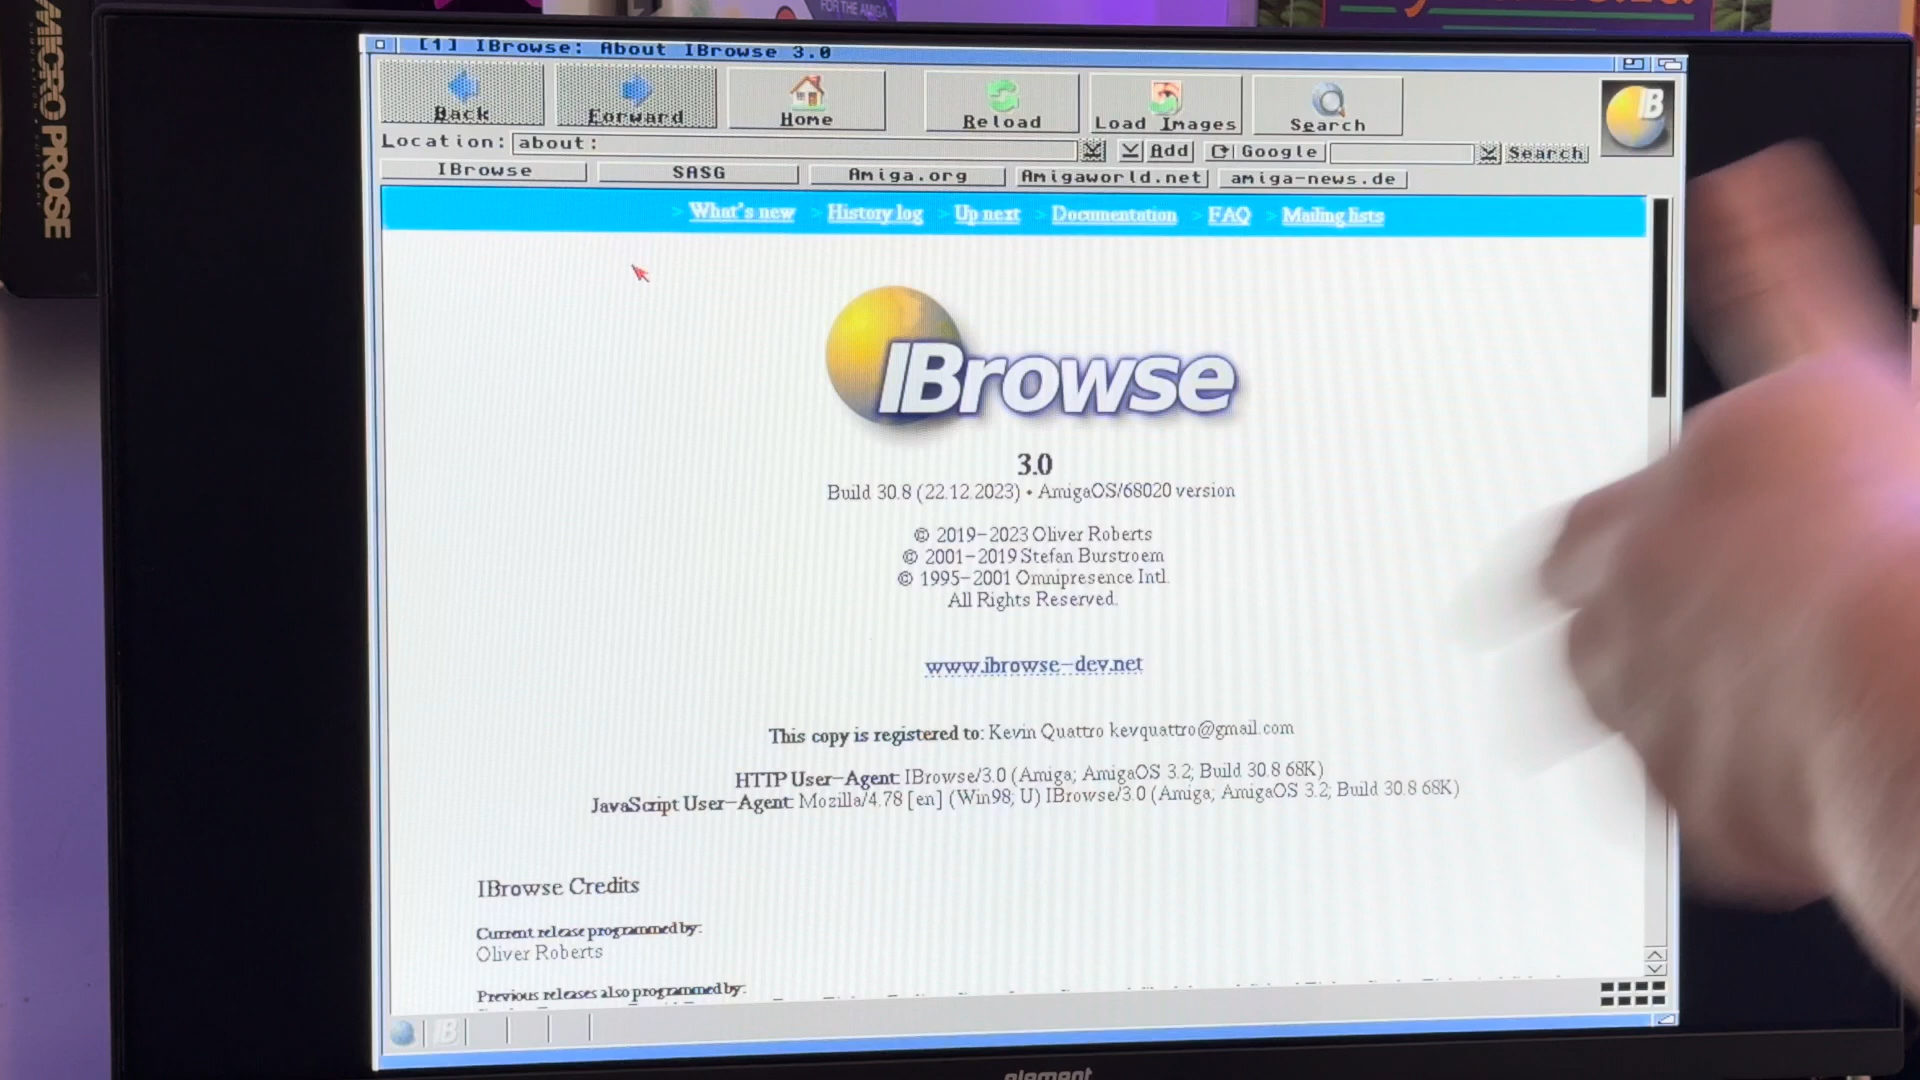 MICROPROSE
FOR THE AMIGA
[1] IBrowse: About IBrowse 3.0
Back Forward Home Reload Load Images Search
B
Location: about: Add Google Search
IBrowse SASG Amiga.org Amigaworld.net amiga-news.de
> What's new > History log > Up next > Documentation > FAQ > Mailing lists
IBrowse
3.0
Build 30.8 (22.12.2023) • AmigaOS/68020 version
© 2019-2023 Oliver Roberts
© 2001-2019 Stefan Burstroem
© 1995-2001 Omnipresence Intl.
All Rights Reserved.
www.ibrowse-dev.net
This copy is registered to: Kevin Quattro kevquattro@gmail.com
HTTP User-Agent: IBrowse/3.0 (Amiga; AmigaOS 3.2; Build 30.8 68K)
JavaScript User-Agent: Mozilla/4.78 [en] (Win98; U) IBrowse/3.0 (Amiga; AmigaOS 3.2; Build 30.8 68K)
IBrowse Credits
Current release programmed by:
Oliver Roberts
Previous releases also programmed by:
element